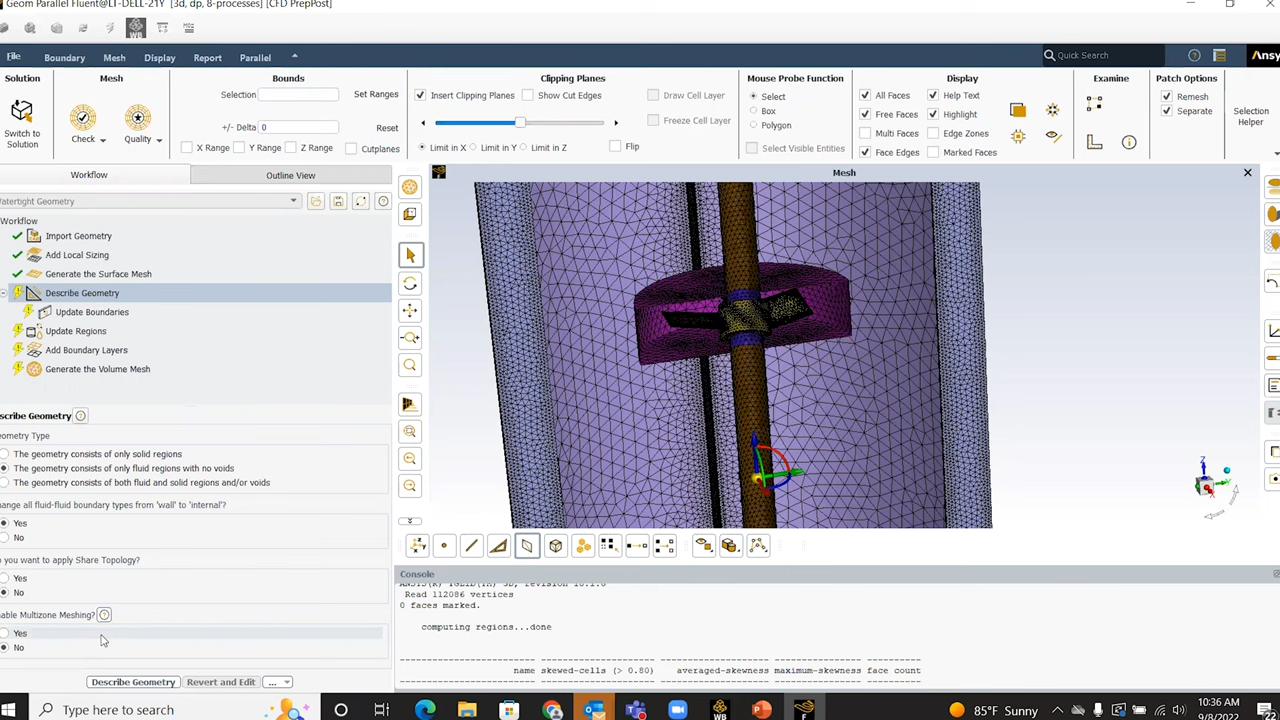 Geom Parallel Fluent@LT-DELL-21Y [3d, dp, 8-processes] [CFD PrepPost]
File Boundary Mesh Display Report Parallel Quick Search Ansy
Solution Mesh Bounds Clipping Planes Mouse Probe Function Display Examine Patch Options
Switch to Solution
Check
Quality
Selection
Set Ranges
+/- Delta 0
Reset
X Range Y Range Z Range Cutplanes
Insert Clipping Planes Show Cut Edges
Draw Cell Layer
Freeze Cell Layer
Limit in X Limit in Y Limit in Z Flip
Select
Box
Polygon
Select Visible Entities
All Faces Help Text
Free Faces Highlight
Multi Faces Edge Zones
Face Edges Marked Faces
Remesh
Separate
Selection Helper
Workflow Outline View
Mesh
atertight Geometry
Workflow
Import Geometry
Add Local Sizing
Generate the Surface Mesh
Describe Geometry
Update Boundaries
Update Regions
Add Boundary Layers
Generate the Volume Mesh
escribe Geometry
eometry Type
The geometry consists of only solid regions
The geometry consists of only fluid regions with no voids
The geometry consists of both fluid and solid regions and/or voids
hange all fluid-fluid boundary types from 'wall' to 'internal'?
Yes
No
o you want to apply Share Topology?
Yes
No
nable Multizone Meshing?
Yes
No
Describe Geometry Revert and Edit ...
Z
Console
Read 112086 vertices
0 faces marked.
computing regions...done
name skewed-cells (> 0.80) averaged-skewness maximum-skewness face count
Type here to search
85°F Sunny
10:36 AM